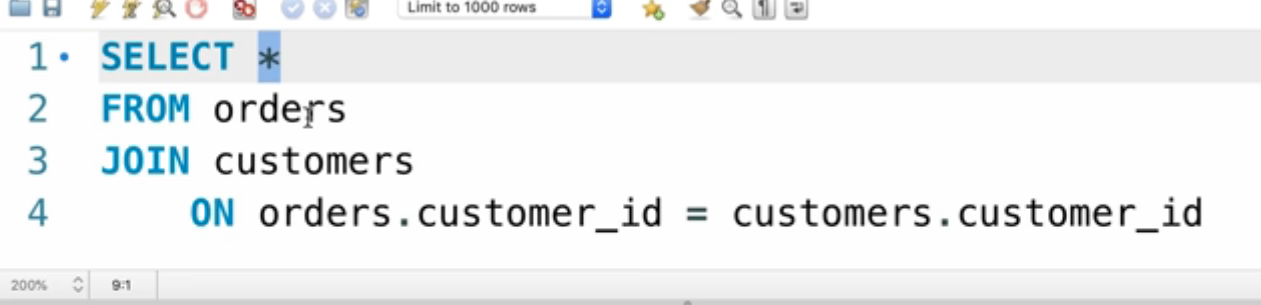 Limit to 1000 rows
1 SELECT *
2 FROM orders
3 JOIN customers
4 ON orders.customer_id = customers.customer_id
200% 9:1